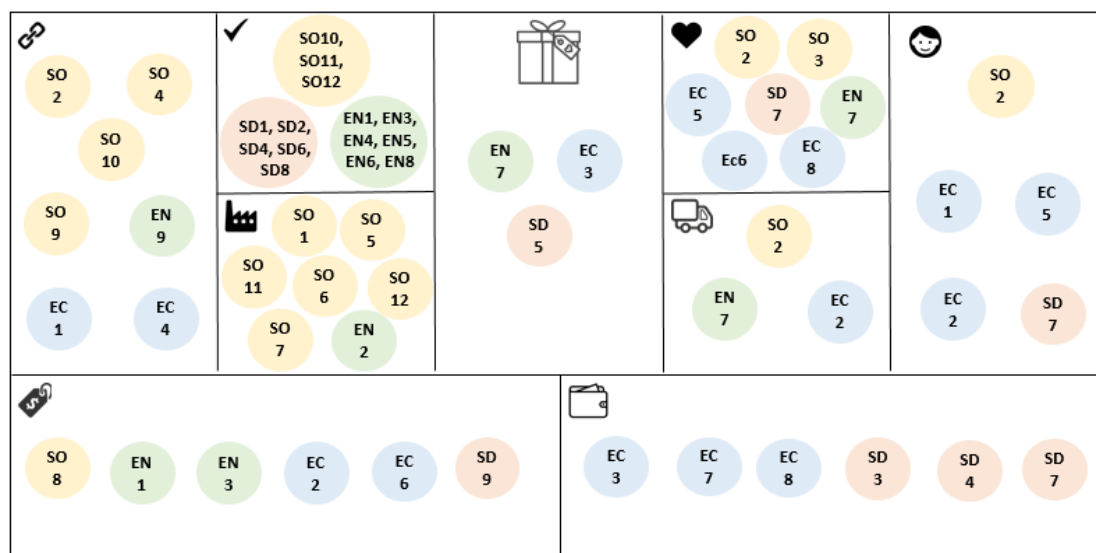 SO
2
SO
4
SO
10
SO
9
EN
9
EC
1
EC
4
SO10,
SO11,
SO12
SD1, SD2,
SD4, SD6,
SD8
EN1, EN3,
EN4, EN5,
EN6, EN8
SO
1
SO
5
SO
11
SO
6
SO
12
SO
7
EN
2
EN
7
EC
3
SD
5
SO
2
SO
3
EC
5
SD
7
EN
7
Ec6
EC
8
SO
2
EN
7
EC
2
SO
2
EC
1
EC
5
EC
2
SD
7
$
SO
8
EN
1
EN
3
EC
2
EC
6
SD
9
EC
3
EC
7
EC
8
SD
3
SD
4
SD
7